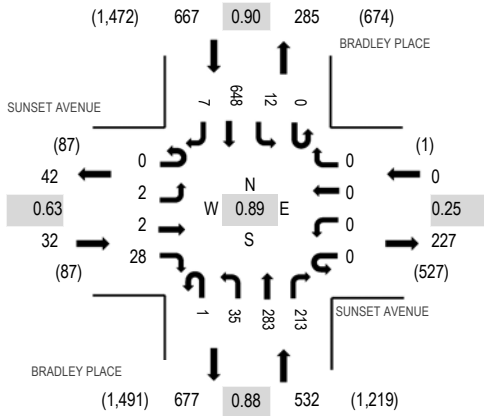 (1,472) 667 0.90 285 (674)
BRADLEY PLACE
7 648 12 0
SUNSET AVENUE
(87) (1)
42 0 0 0
2 0
0.63 W N 0.89 E S 0.25
2 0
32 227
28 0
(87) (527)
1 35 283 213
SUNSET AVENUE
BRADLEY PLACE
(1,491) 677 0.88 532 (1,219)